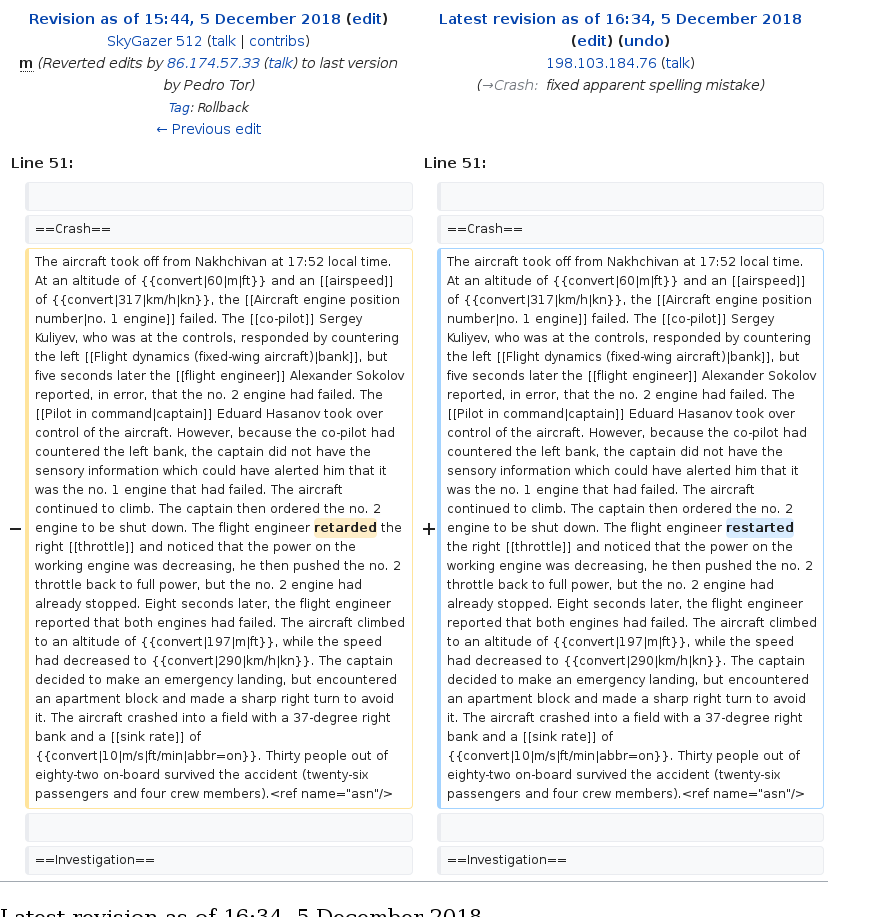 Revision as of 15:44, 5 December 2018 (edit)
SkyGazer 512 (talk | contribs)
m (Reverted edits by 86.174.57.33 (talk) to last version
by Pedro Tor)
Tag: Rollback
← Previous edit
Latest revision as of 16:34, 5 December 2018
(edit) (undo)
198.103.184.76 (talk)
(→Crash: fixed apparent spelling mistake)
Line 51:
==Crash==
The aircraft took off from Nakhchivan at 17:52 local time.
At an altitude of {{convert|60|m|ft}} and an [[airspeed]]
of {{convert|317|km/h|kn}}, the [[Aircraft engine position
number|no. 1 engine]] failed. The [[co-pilot]] Sergey
Kuliyev, who was at the controls, responded by countering
the left [[Flight dynamics (fixed-wing aircraft)|bank]], but
five seconds later the [[flight engineer]] Alexander Sokolov
reported, in error, that the no. 2 engine had failed. The
[[Pilot in command|captain]] Eduard Hasanov took over
control of the aircraft. However, because the co-pilot had
countered the left bank, the captain did not have the
sensory information which could have alerted him that it
was the no. 1 engine that had failed. The aircraft
continued to climb. The captain then ordered the no. 2
− engine to be shut down. The flight engineer retarded the
right [[throttle]] and noticed that the power on the
working engine was decreasing, he then pushed the no. 2
throttle back to full power, but the no. 2 engine had
already stopped. Eight seconds later, the flight engineer
reported that both engines had failed. The aircraft climbed
to an altitude of {{convert|197|m|ft}}, while the speed
had decreased to {{convert|290|km/h|kn}}. The captain
decided to make an emergency landing, but encountered
an apartment block and made a sharp right turn to avoid
it. The aircraft crashed into a field with a 37-degree right
bank and a [[sink rate]] of
{{convert|10|m/s|ft/min|abbr=on}}. Thirty people out of
eighty-two on-board survived the accident (twenty-six
passengers and four crew members).<ref name="asn"/>
==Investigation==
Line 51:
==Crash==
The aircraft took off from Nakhchivan at 17:52 local time.
At an altitude of {{convert|60|m|ft}} and an [[airspeed]]
of {{convert|317|km/h|kn}}, the [[Aircraft engine position
number|no. 1 engine]] failed. The [[co-pilot]] Sergey
Kuliyev, who was at the controls, responded by countering
the left [[Flight dynamics (fixed-wing aircraft)|bank]], but
five seconds later the [[flight engineer]] Alexander Sokolov
reported, in error, that the no. 2 engine had failed. The
[[Pilot in command|captain]] Eduard Hasanov took over
control of the aircraft. However, because the co-pilot had
countered the left bank, the captain did not have the
sensory information which could have alerted him that it
was the no. 1 engine that had failed. The aircraft
continued to climb. The captain then ordered the no. 2
+ engine to be shut down. The flight engineer restarted
the right [[throttle]] and noticed that the power on the
working engine was decreasing, he then pushed the no. 2
throttle back to full power, but the no. 2 engine had
already stopped. Eight seconds later, the flight engineer
reported that both engines had failed. The aircraft climbed
to an altitude of {{convert|197|m|ft}}, while the speed
had decreased to {{convert|290|km/h|kn}}. The captain
decided to make an emergency landing, but encountered
an apartment block and made a sharp right turn to avoid
it. The aircraft crashed into a field with a 37-degree right
bank and a [[sink rate]] of
{{convert|10|m/s|ft/min|abbr=on}}. Thirty people out of
eighty-two on-board survived the accident (twenty-six
passengers and four crew members).<ref name="asn"/>
==Investigation==
Latest revision as of 16:34, 5 December 2018